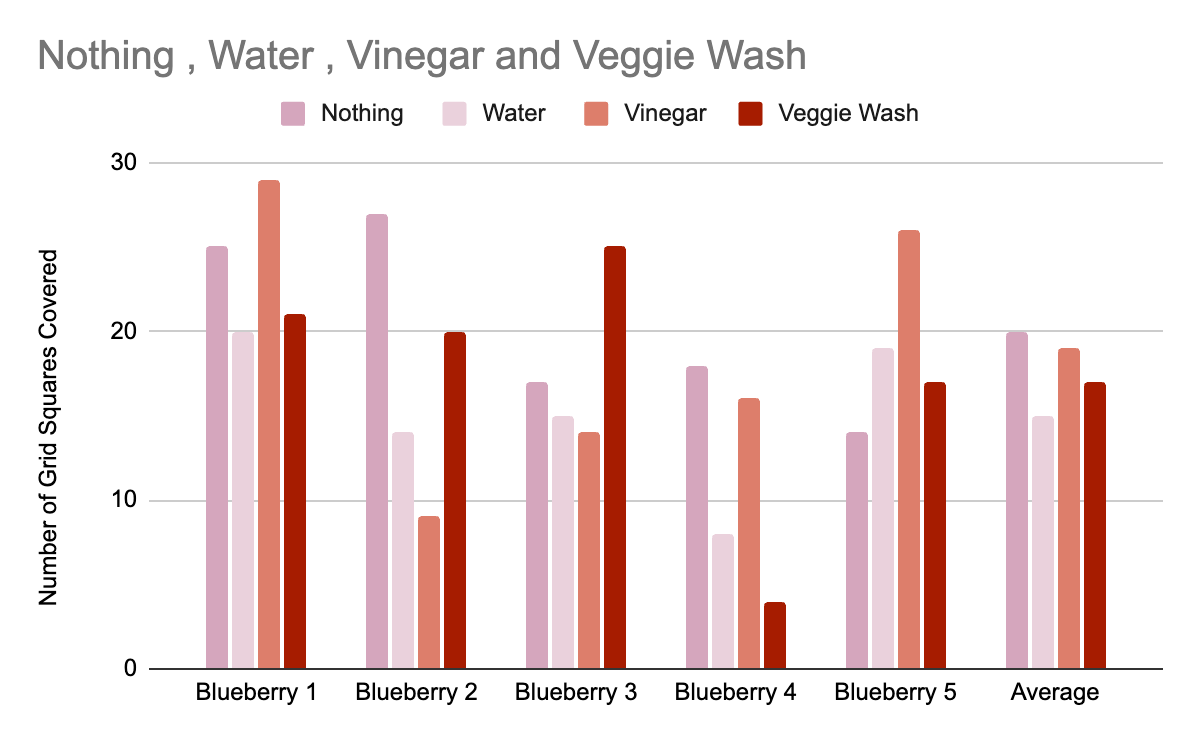 Nothing , Water , Vinegar and Veggie Wash
Nothing Water Vinegar Veggie Wash
Number of Grid Squares Covered
30
20
10
0
Blueberry 1 Blueberry 2 Blueberry 3 Blueberry 4 Blueberry 5 Average